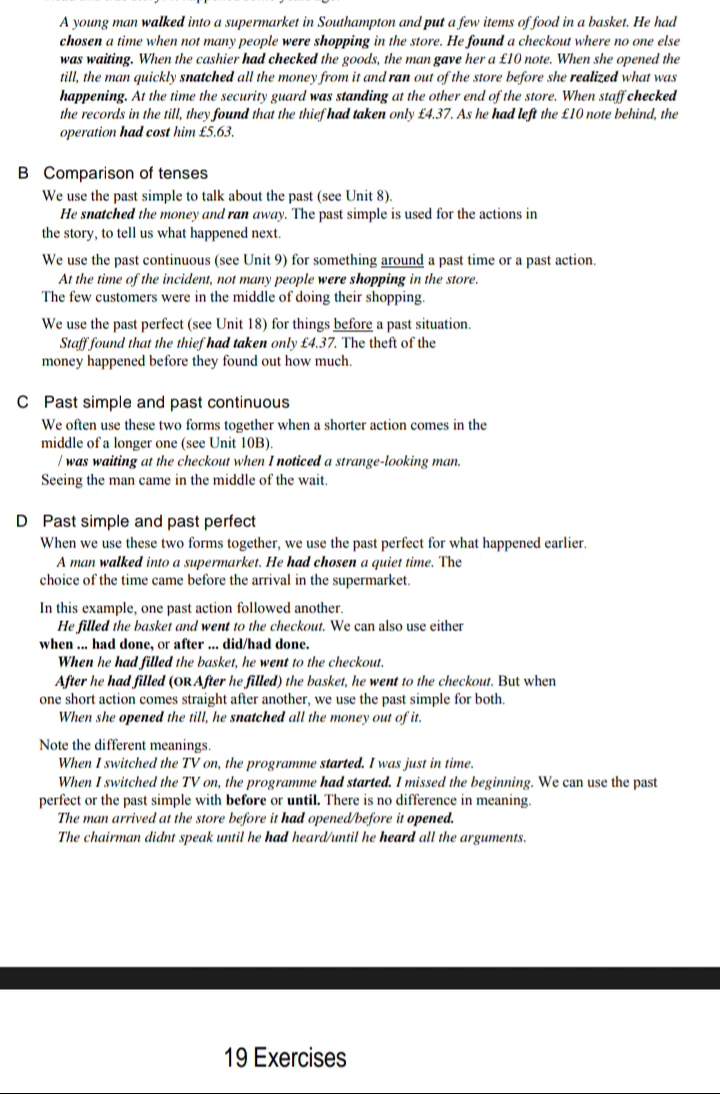 A young man walked into a supermarket in Southampton and put a few items of food in a basket. He had
chosen a time when not many people were shopping in the store. He found a checkout where no one else
was waiting. When the cashier had checked the goods, the man gave her a £10 note. When she opened the
till, the man quickly snatched all the money from it and ran out of the store before she realized what was
happening. At the time the security guard was standing at the other end of the store. When staff checked
the records in the till, they found that the thief had taken only £4.37. As he had left the £10 note behind, the
operation had cost him £5.63.
B Comparison of tenses
We use the past simple to talk about the past (see Unit 8).
He snatched the money and ran away. The past simple is used for the actions in
the story, to tell us what happened next.
We use the past continuous (see Unit 9) for something around a past time or a past action.
At the time of the incident, not many people were shopping in the store.
The few customers were in the middle of doing their shopping.
We use the past perfect (see Unit 18) for things before a past situation.
Staff found that the thief had taken only £4.37. The theft of the
money happened before they found out how much.
C Past simple and past continuous
We often use these two forms together when a shorter action comes in the
middle of a longer one (see Unit 10B).
/ was waiting at the checkout when I noticed a strange-looking man.
Seeing the man came in the middle of the wait.
D Past simple and past perfect
When we use these two forms together, we use the past perfect for what happened earlier.
A man walked into a supermarket. He had chosen a quiet time. The
choice of the time came before the arrival in the supermarket.
In this example, one past action followed another.
He filled the basket and went to the checkout. We can also use either
when ... had done, or after ... did/had done.
When he had filled the basket, he went to the checkout.
After he had filled (OR After he filled) the basket, he went to the checkout. But when
one short action comes straight after another, we use the past simple for both.
When she opened the till, he snatched all the money out of it.
Note the different meanings.
When I switched the TV on, the programme started. I was just in time.
When I switched the TV on, the programme had started. I missed the beginning. We can use the past
perfect or the past simple with before or until. There is no difference in meaning.
The man arrived at the store before it had opened/before it opened.
The chairman didnt speak until he had heard/until he heard all the arguments.
19 Exercises